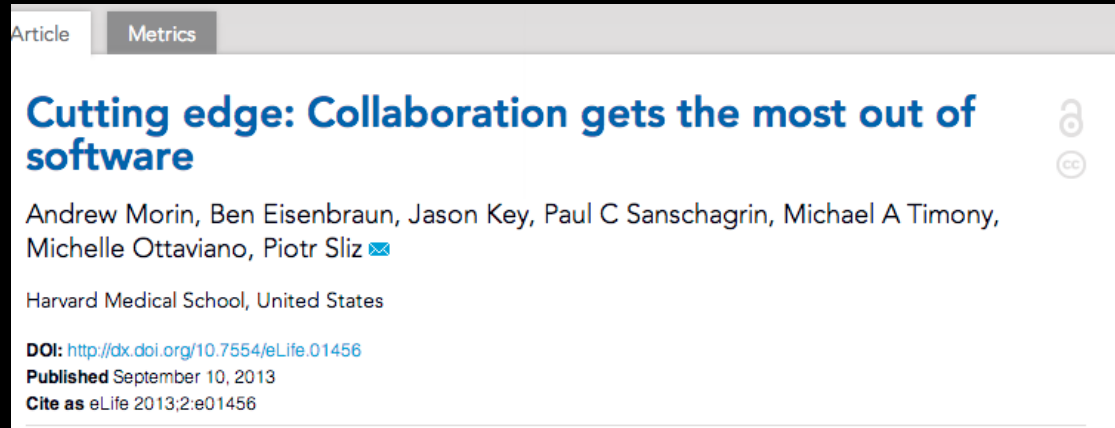 Article Metrics
Cutting edge: Collaboration gets the most out of
software
Andrew Morin, Ben Eisenbraun, Jason Key, Paul C Sanschagrin, Michael A Timony,
Michelle Ottaviano, Piotr Sliz
Harvard Medical School, United States
DOI: http://dx.doi.org/10.7554/eLife.01456
Published September 10, 2013
Cite as eLife 2013;2:e01456
cc